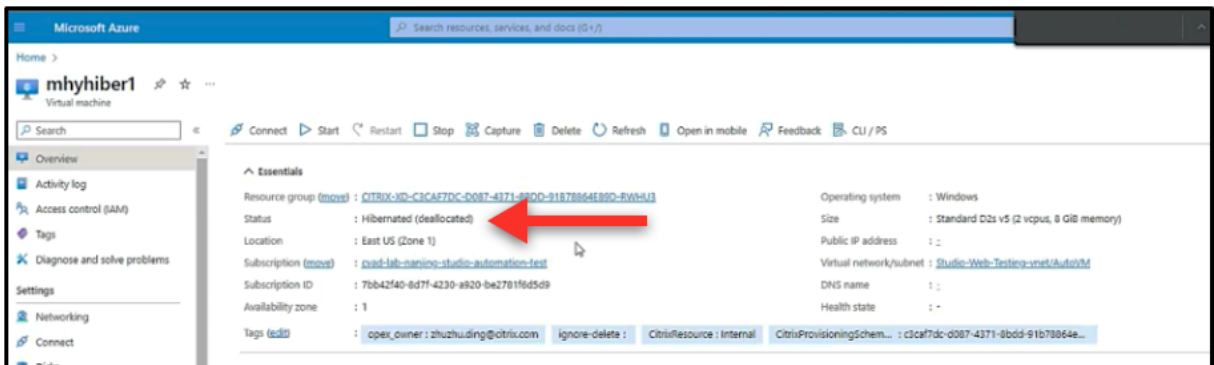 Microsoft Azure
Search resources, services, and docs (G+/)
Home >
mhyhiber1
Virtual machine
Search
Connect Start Restart Stop Capture Delete Refresh Open in mobile Feedback CLI / PS
Overview
Activity log
Access control (IAM)
Tags
Diagnose and solve problems
Settings
Networking
Connect
Essentials
Resource group (move) : CITRIX-XD-C3CAF7DC-D087-4371-8BDD-91B78864E89D-RWHU3
Status : Hibernated (deallocated)
Location : East US (Zone 1)
Subscription (move) : cvad-lab-nanjing-studio-automation-test
Subscription ID : 7bb42f40-8d7f-4230-a920-be2781f6d5d9
Availability zone : 1
Operating system : Windows
Size : Standard D2s v5 (2 vcpus, 8 GiB memory)
Public IP address : -
Virtual network/subnet : Studio-Web-Testing-vnet/AutoVM
DNS name : -
Health state : -
Tags (edit) : opex_owner : zhuzhu.ding@citrix.com ignore-delete : CitrixResource : Internal CitrixProvisioningSchem... : c3caf7dc-d087-4371-8bdd-91b78864e...